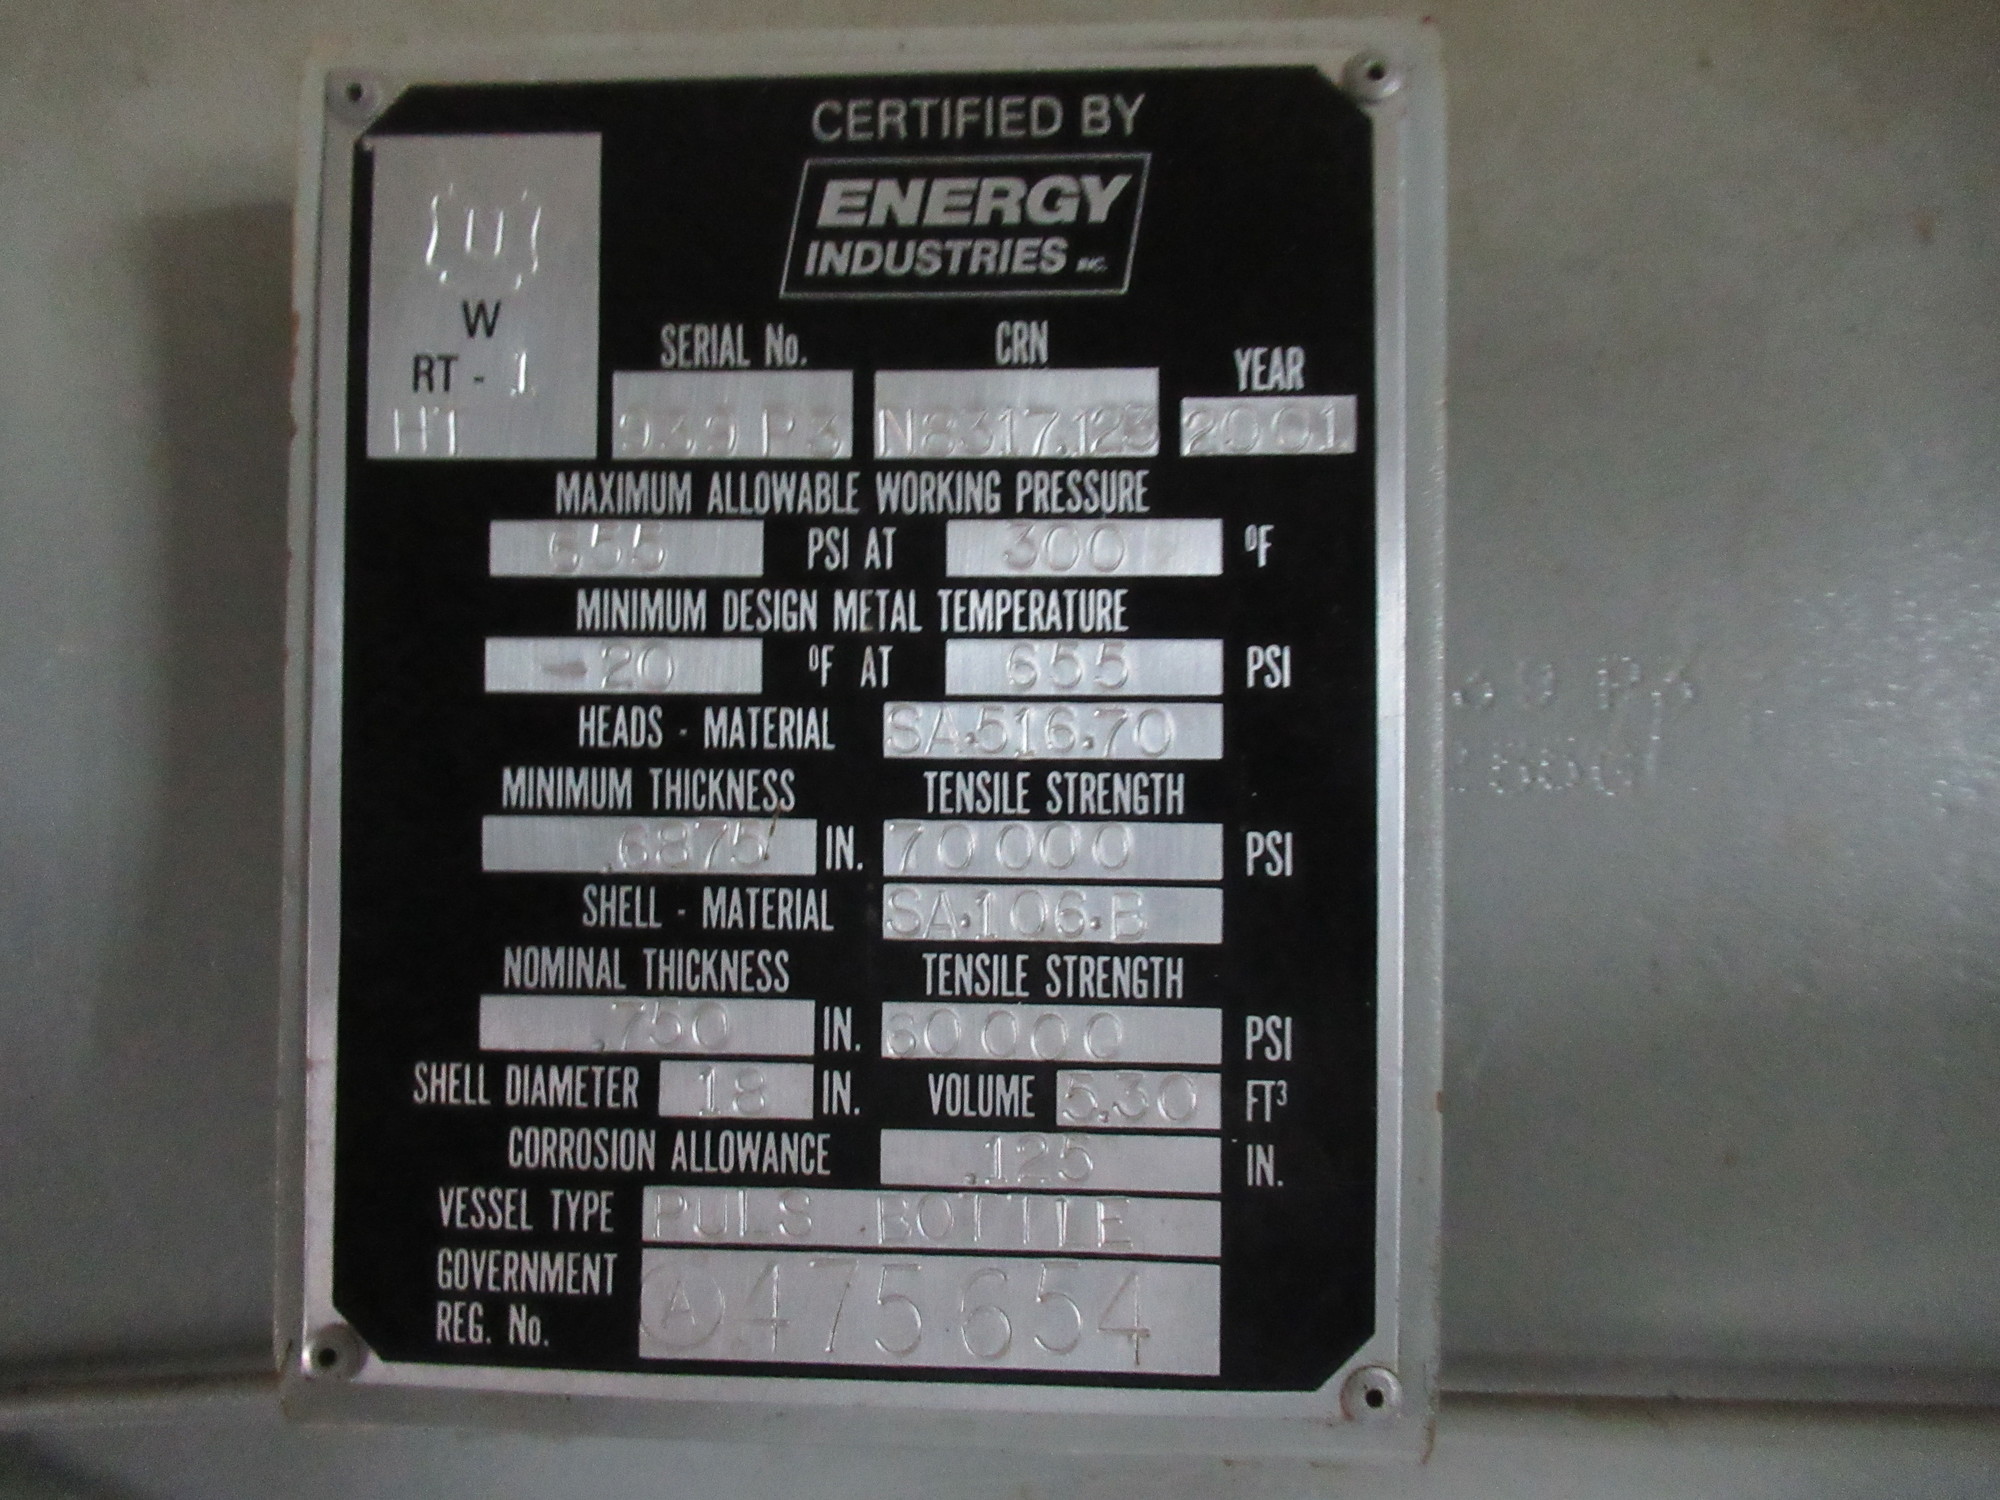 CERTIFIED BY
ENERGY
INDUSTRIES INC.
U
W
RT - 1
HT
SERIAL No. CRN YEAR
939 P3 N8317.123 2001
MAXIMUM ALLOWABLE WORKING PRESSURE
655 PSI AT 300 °F
MINIMUM DESIGN METAL TEMPERATURE
-20 °F AT 655 PSI
HEADS - MATERIAL SA.516.70
MINIMUM THICKNESS TENSILE STRENGTH
.6875 IN. 70000 PSI
SHELL - MATERIAL SA.106.B
NOMINAL THICKNESS TENSILE STRENGTH
.750 IN. 60000 PSI
SHELL DIAMETER 18 IN. VOLUME 5.30 FT³
CORROSION ALLOWANCE .125 IN.
VESSEL TYPE PULS BOTTLE
GOVERNMENT
REG. No. A 475654